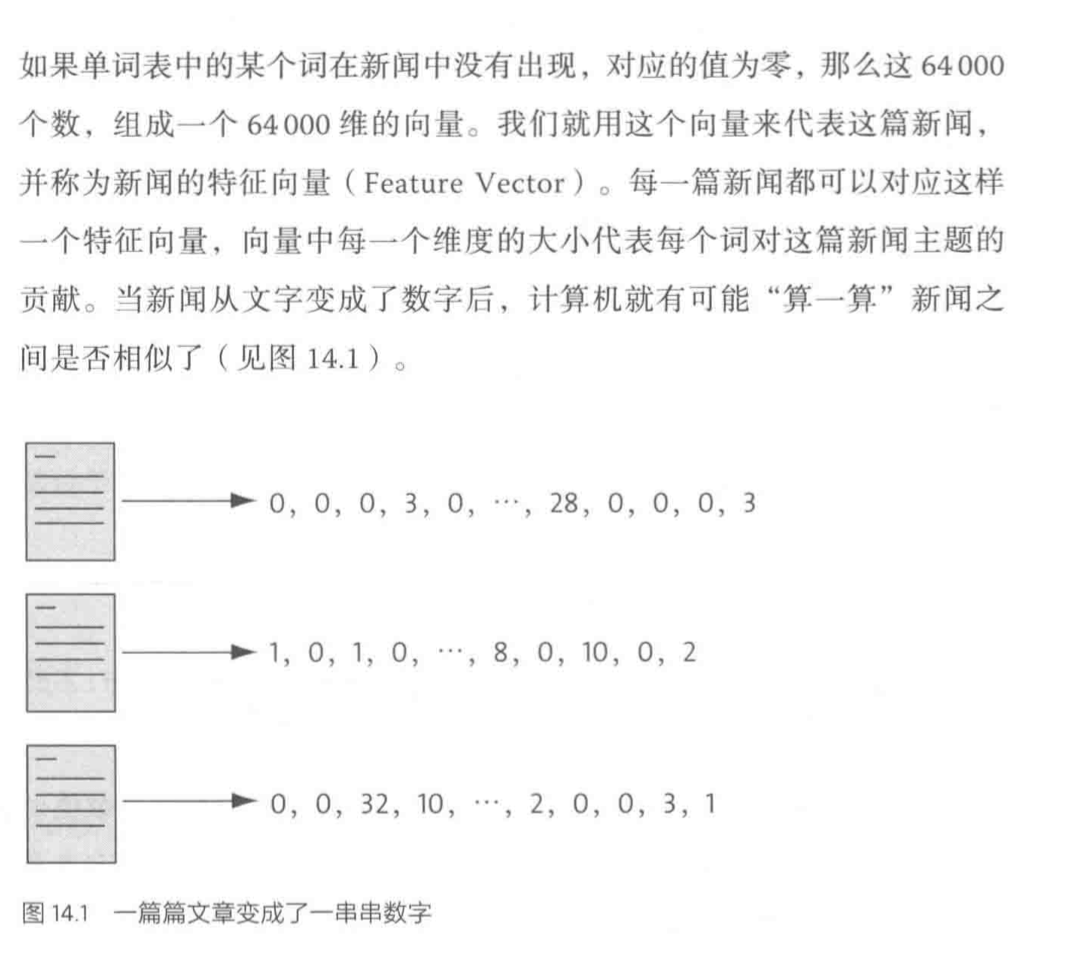 如果单词表中的某个词在新闻中没有出现，对应的值为零，那么这 64 000
个数，组成一个 64 000 维的向量。我们就用这个向量来代表这篇新闻，
并称为新闻的特征向量（Feature Vector）。每一篇新闻都可以对应这样
一个特征向量，向量中每一个维度的大小代表每个词对这篇新闻主题的
贡献。当新闻从文字变成了数字后，计算机就有可能“算一算”新闻之
间是否相似了（见图 14.1）。
0，0，0，3，0，…，28，0，0，0，3
1，0，1，0，…，8，0，10，0，2
0，0，32，10，…，2，0，0，3，1
图 14.1 一篇篇文章变成了一串串数字